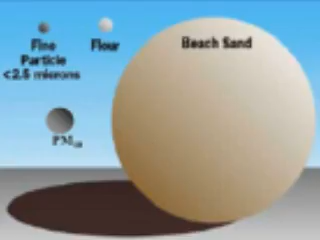 Fine
Particle
<2.5 microns
Flour
Beach Sand
PM₁₀